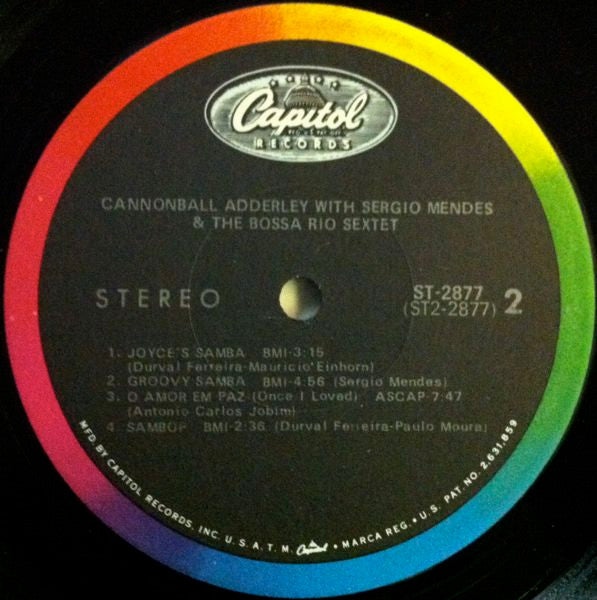 Capitol
RECORDS
CANNONBALL ADDERLEY WITH SERGIO MENDES
& THE BOSSA RIO SEXTET
STEREO
ST-2877
(ST2-2877) 2
1. JOYCE'S SAMBA BMI-3:15
(Durval Ferreira-Mauricio Einhorn)
2. GROOVY SAMBA BMI-4:56 (Sergio Mendes)
3. O AMOR EM PAZ (Once I Loved) ASCAP-7:47
(Antonio Carlos Jobim)
4 SAMBOP BMI-2:36 (Durval Ferreira-Paulo Moura)
MFD. BY CAPITOL RECORDS, INC. U.S.A. T.M. Capitol • MARCA REG. • U.S. PAT. NO. 2,631,859